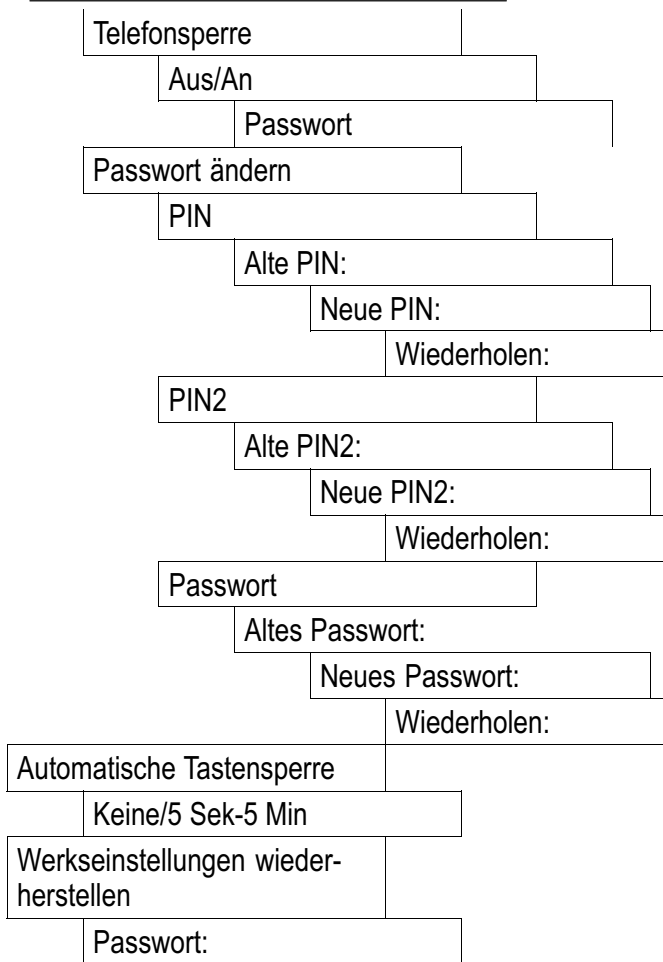 Telefonsperre
Aus/An
Passwort
Passwort ändern
PIN
Alte PIN:
Neue PIN:
Wiederholen:
PIN2
Alte PIN2:
Neue PIN2:
Wiederholen:
Passwort
Altes Passwort:
Neues Passwort:
Wiederholen:
Automatische Tastensperre
Keine/5 Sek-5 Min
Werkseinstellungen wieder-
herstellen
Passwort: